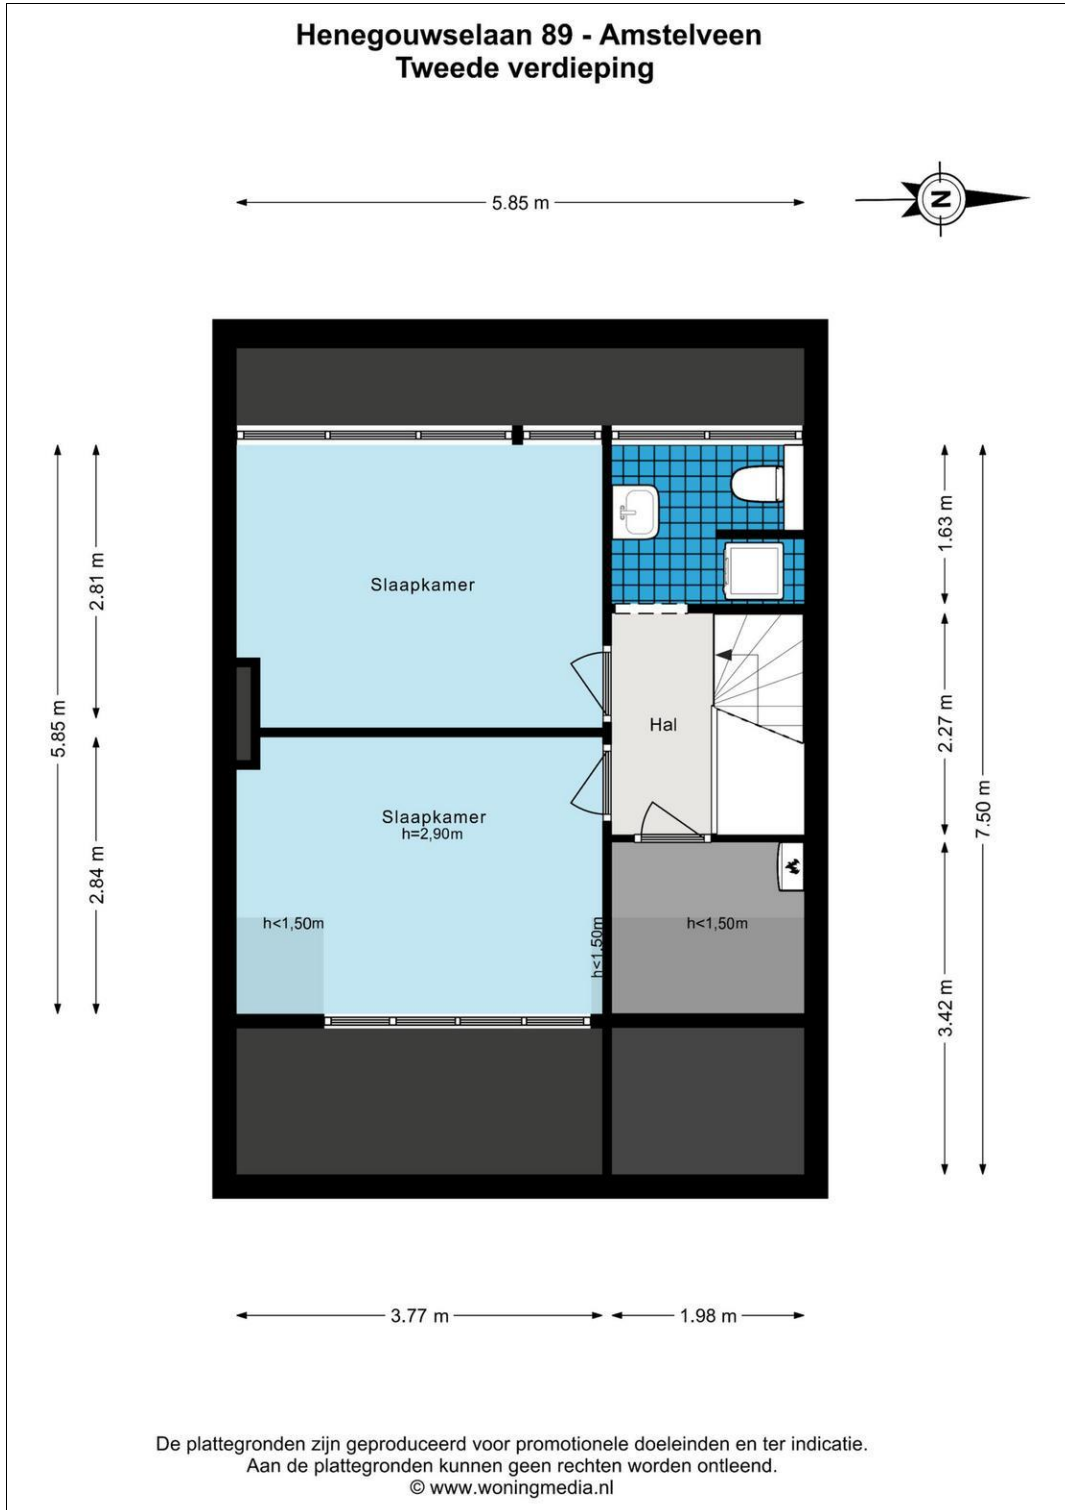 Henegouwselaan 89 - Amstelveen
Tweede verdieping
5.85 m
N
5.85 m
2.81 m
2.84 m
1.63 m
2.27 m
3.42 m
7.50 m
Slaapkamer
Hal
Slaapkamer
h=2,90m
h<1,50m
h<1,50m
h<1,50m
3.77 m
1.98 m
De plattegronden zijn geproduceerd voor promotionele doeleinden en ter indicatie.
Aan de plattegronden kunnen geen rechten worden ontleend.
© www.woningmedia.nl